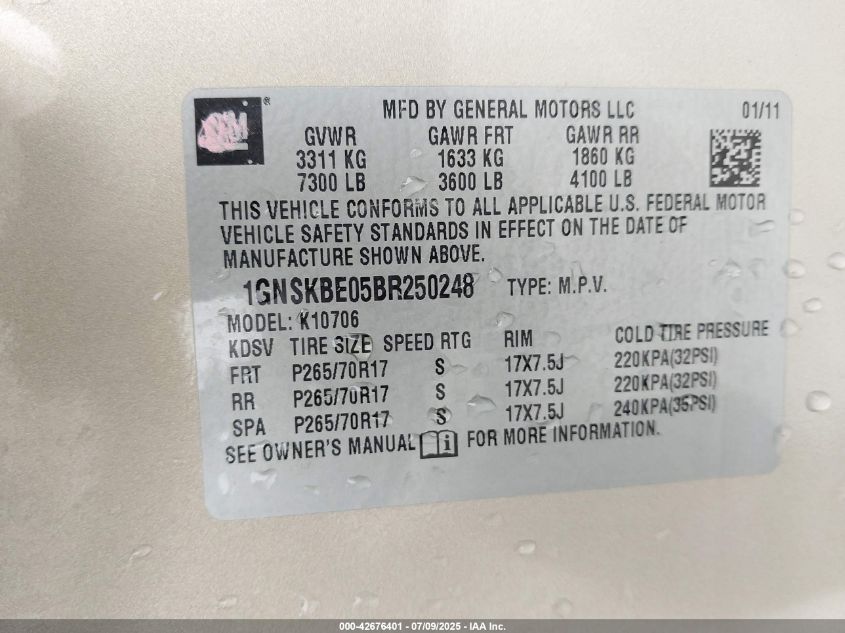 GM ®
MFD BY GENERAL MOTORS LLC 01/11
GVWR GAWR FRT GAWR RR
3311 KG 1633 KG 1860 KG
7300 LB 3600 LB 4100 LB
THIS VEHICLE CONFORMS TO ALL APPLICABLE U.S. FEDERAL MOTOR
VEHICLE SAFETY STANDARDS IN EFFECT ON THE DATE OF
MANUFACTURE SHOWN ABOVE.
1GNSKBE05BR250248 TYPE: M.P.V.
MODEL: K10706
KDSV TIRE SIZE SPEED RTG RIM COLD TIRE PRESSURE
FRT P265/70R17 S 17X7.5J 220KPA(32PSI)
RR P265/70R17 S 17X7.5J 220KPA(32PSI)
SPA P265/70R17 S 17X7.5J 240KPA(35PSI)
SEE OWNER'S MANUAL i FOR MORE INFORMATION.
000-42676401 - 07/09/2025 - IAA Inc.